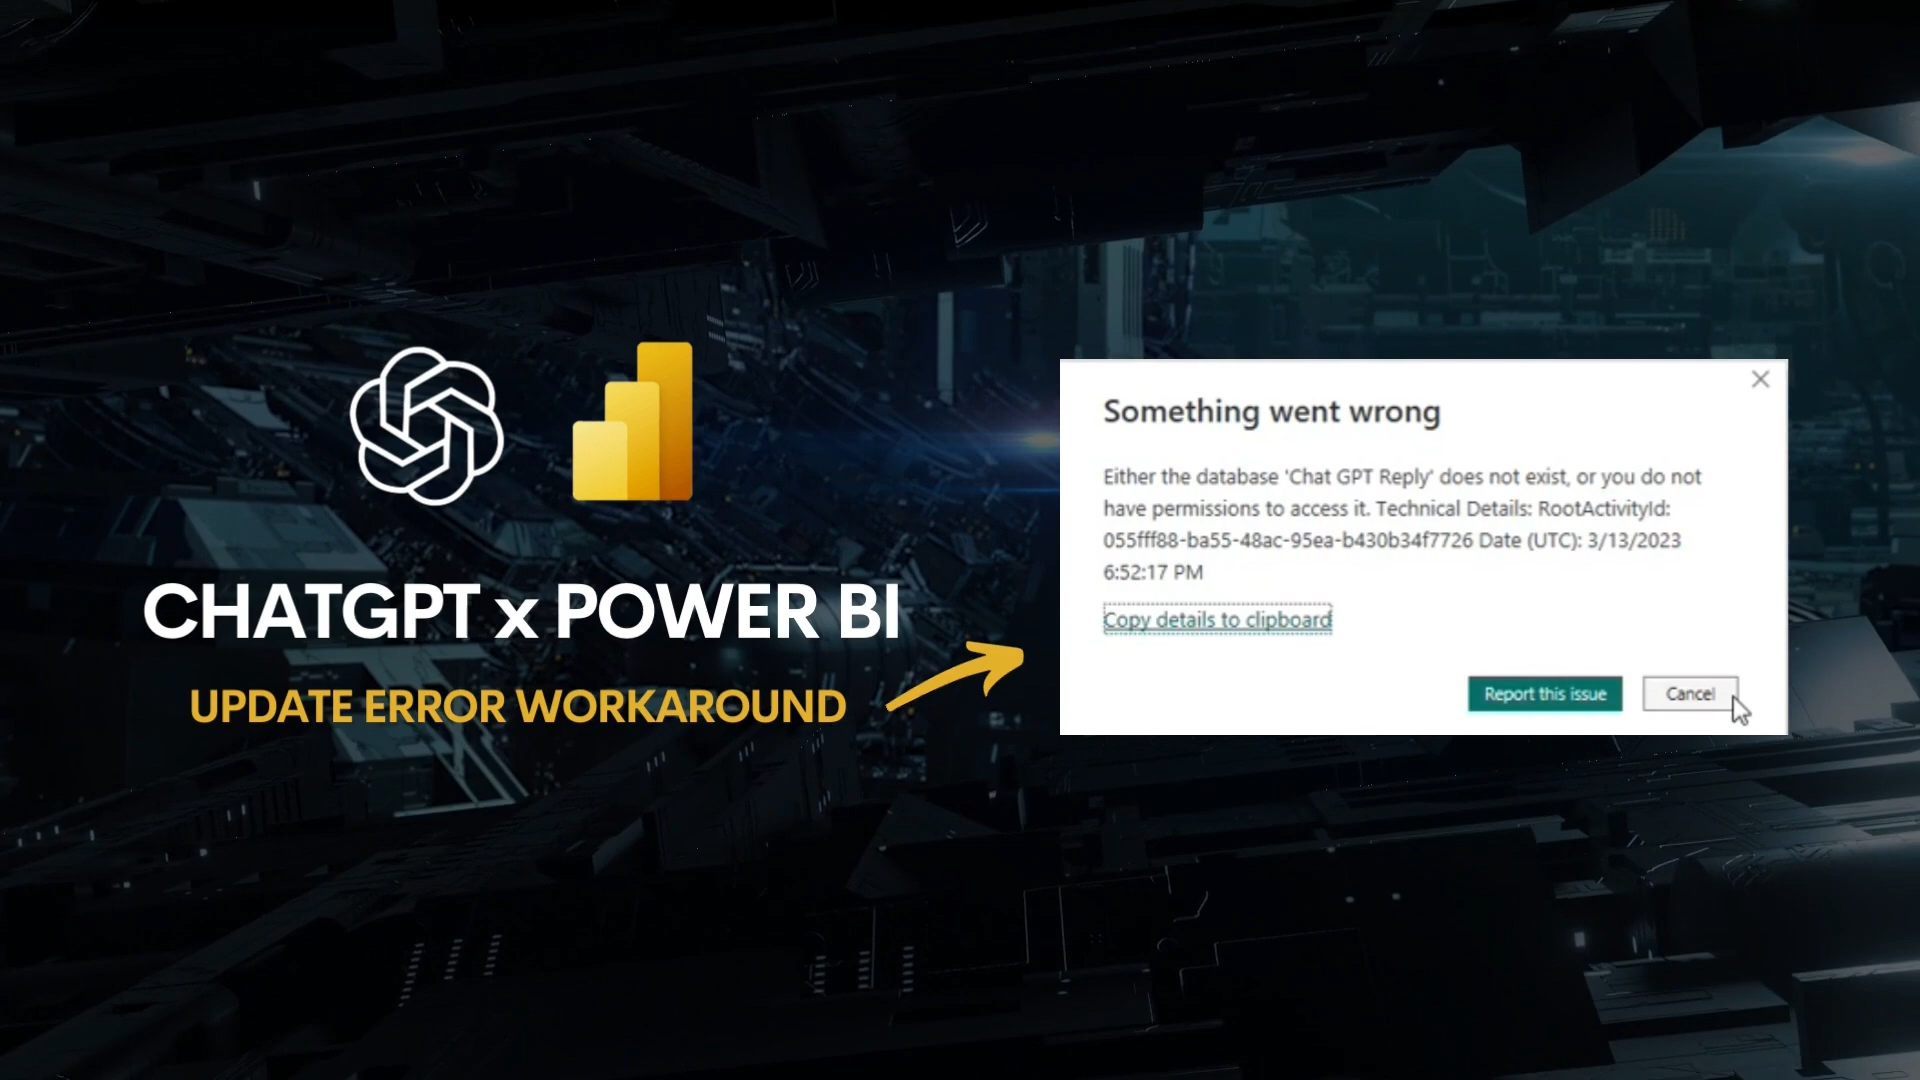 CHATGPT x POWER BI
UPDATE ERROR WORKAROUND
Something went wrong
Either the database 'Chat GPT Reply' does not exist, or you do not
have permissions to access it. Technical Details: RootActivityId:
055fff88-ba55-48ac-95ea-b430b34f7726 Date (UTC): 3/13/2023
6:52:17 PM
Copy details to clipboard
Report this issue
Cancel